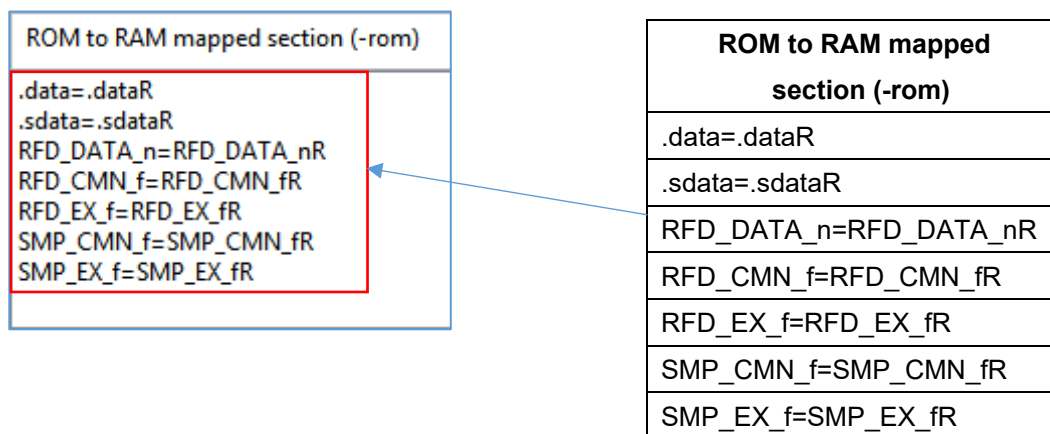 ROM to RAM mapped section (-rom)
.data=.dataR
.sdata=.sdataR
RFD_DATA_n=RFD_DATA_nR
RFD_CMN_f=RFD_CMN_fR
RFD_EX_f=RFD_EX_fR
SMP_CMN_f=SMP_CMN_fR
SMP_EX_f=SMP_EX_fR
ROM to RAM mapped
section (-rom)
.data=.dataR
.sdata=.sdataR
RFD_DATA_n=RFD_DATA_nR
RFD_CMN_f=RFD_CMN_fR
RFD_EX_f=RFD_EX_fR
SMP_CMN_f=SMP_CMN_fR
SMP_EX_f=SMP_EX_fR